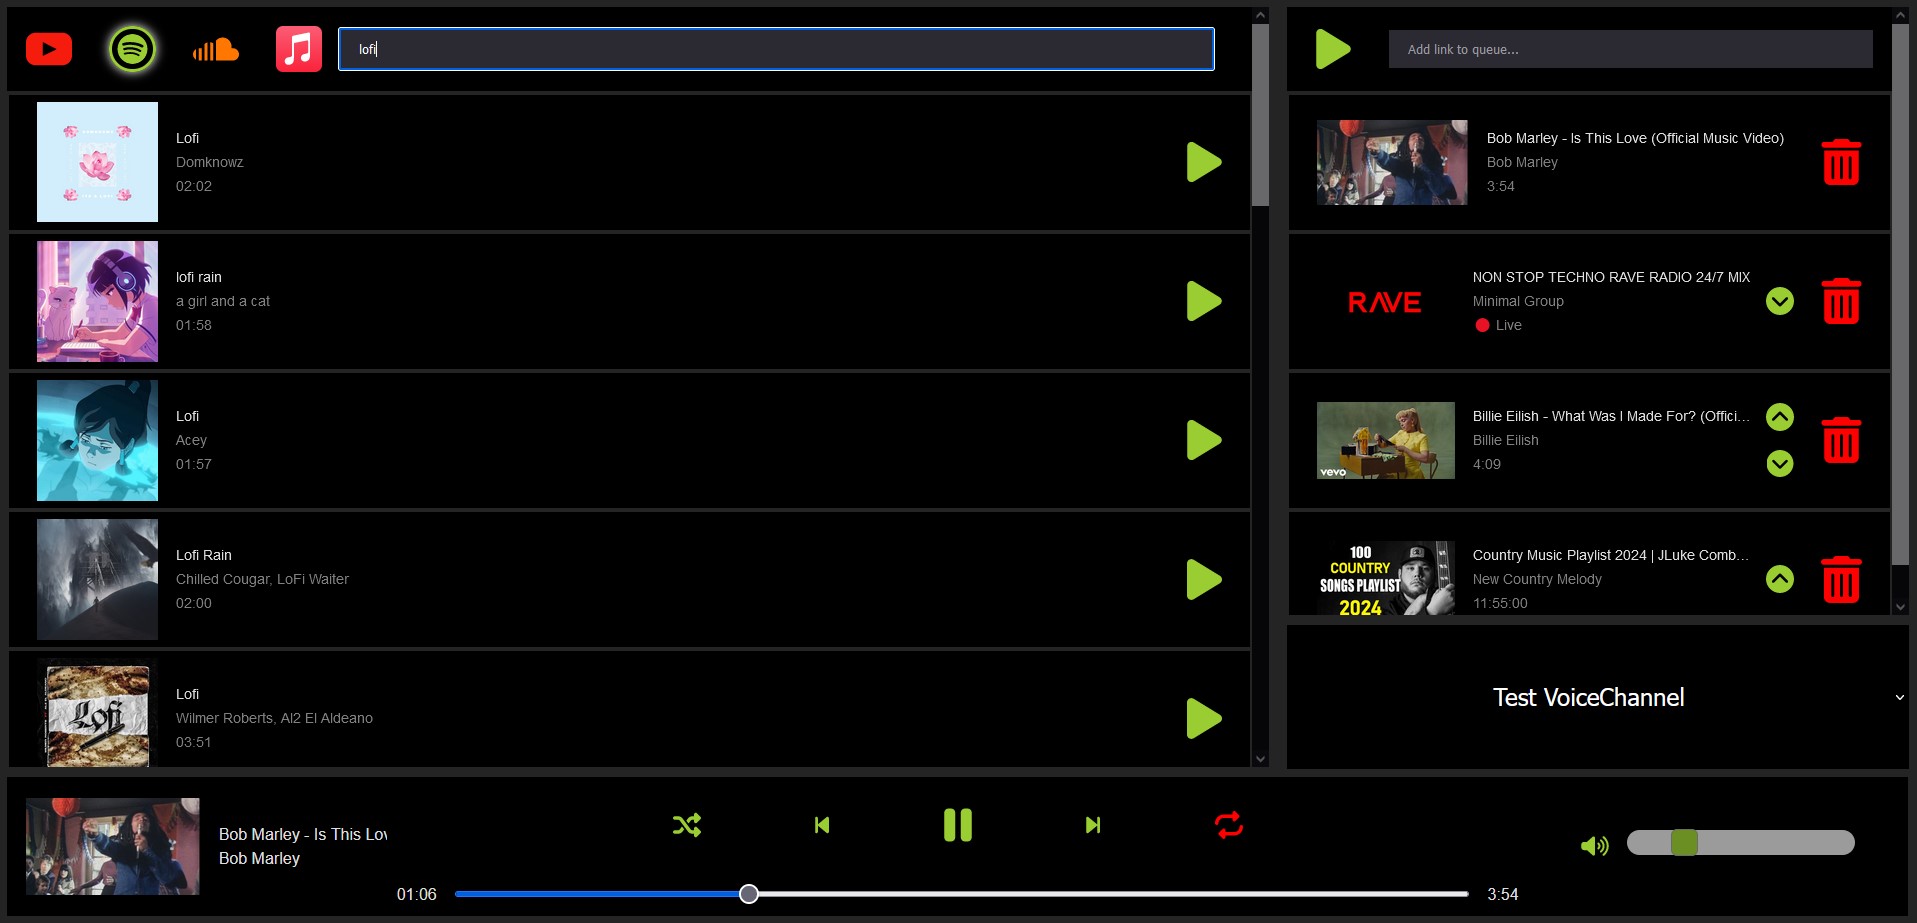 lofi
Lofi
Domknowz
02:02
lofi rain
a girl and a cat
01:58
Lofi
Acey
01:57
Lofi Rain
Chilled Cougar, LoFi Waiter
02:00
Lofi
Lofi
Wilmer Roberts, Al2 El Aldeano
03:51
Add link to queue...
Bob Marley - Is This Love (Official Music Video)
Bob Marley
3:54
RAVE
NON STOP TECHNO RAVE RADIO 24/7 MIX
Minimal Group
Live
vevo
Billie Eilish - What Was I Made For? (Offici...
Billie Eilish
4:09
100
COUNTRY
SONGS PLAYLIST
2024
Country Music Playlist 2024 | JLuke Comb...
New Country Melody
11:55:00
Test VoiceChannel
Bob Marley - Is This Lov
Bob Marley
01:06
3:54